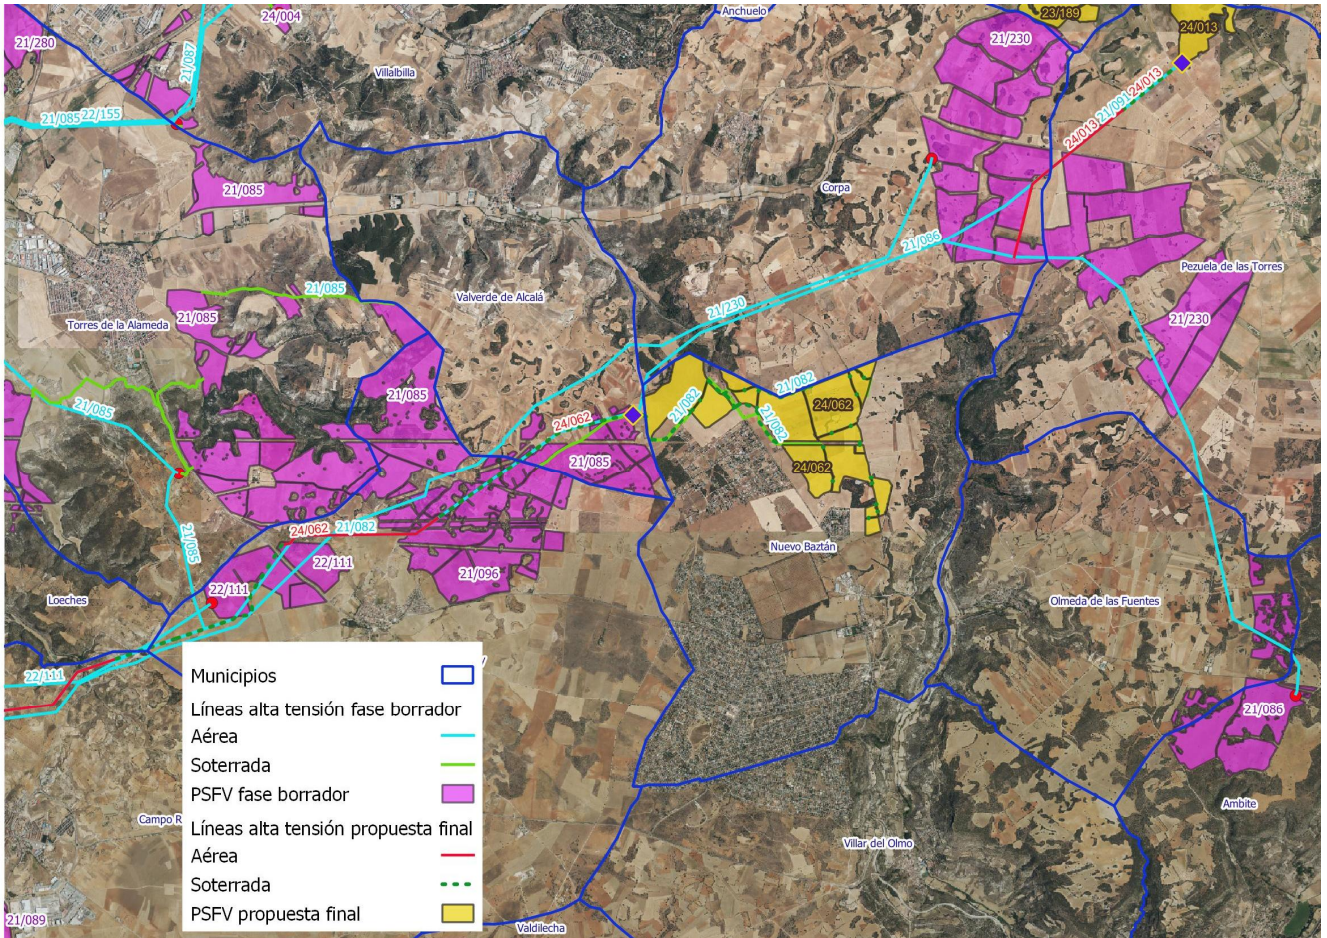 24/004
Anchuelo
23/189
24/013
21/280
21/230
21/087
Villalbilla
21/085
22/155
24/013
21/091
24/013
21/085
Corpa
21/086
Pezuela de las Torres
21/085
Valverde de Alcalá
21/230
21/085
Torres de la Alameda
21/230
21/082
21/085
21/082
24/062
21/085
24/062
21/082
21/085
24/062
24/062
21/082
21/085
22/111
Nuevo Baztán
21/096
22/111
Loeches
Olmeda de las Fuentes
22/111
21/086
Municipios
Líneas alta tensión fase borrador
Aérea
Soterrada
PSFV fase borrador
Líneas alta tensión propuesta final
Aérea
Soterrada
PSFV propuesta final
Campo R
Ambite
Villar del Olmo
21/089
Valdilecha